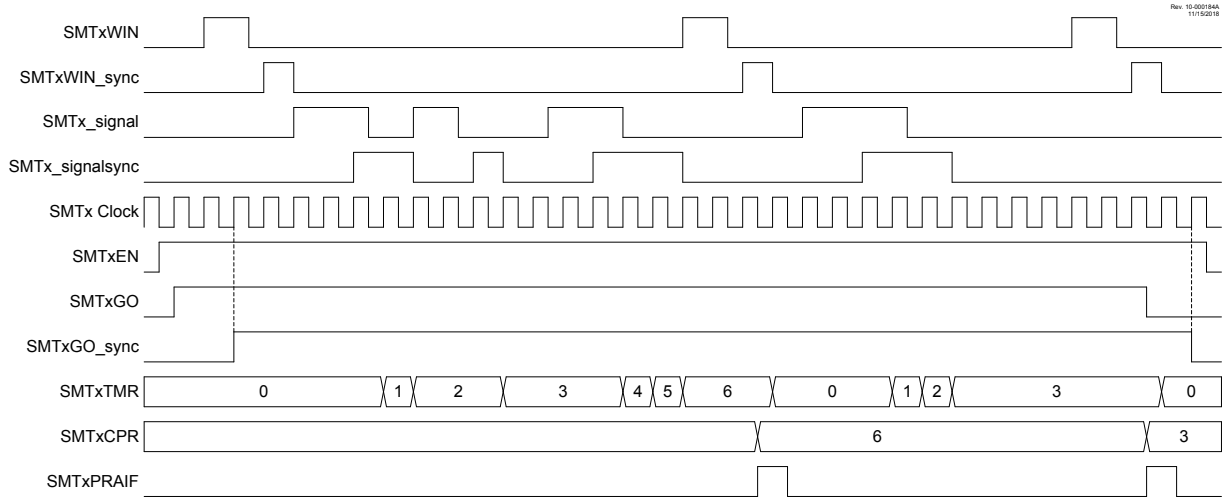 Rev. 10-000184A
11/15/2018
SMTxWIN
SMTxWIN_sync
SMTx_signal
SMTx_signalsync
SMTx Clock
SMTxEN
SMTxGO
SMTxGO_sync
SMTxTMR 0 1 2 3 4 5 6 0 1 2 3 0
SMTxCPR 6 3
SMTxPRAIF